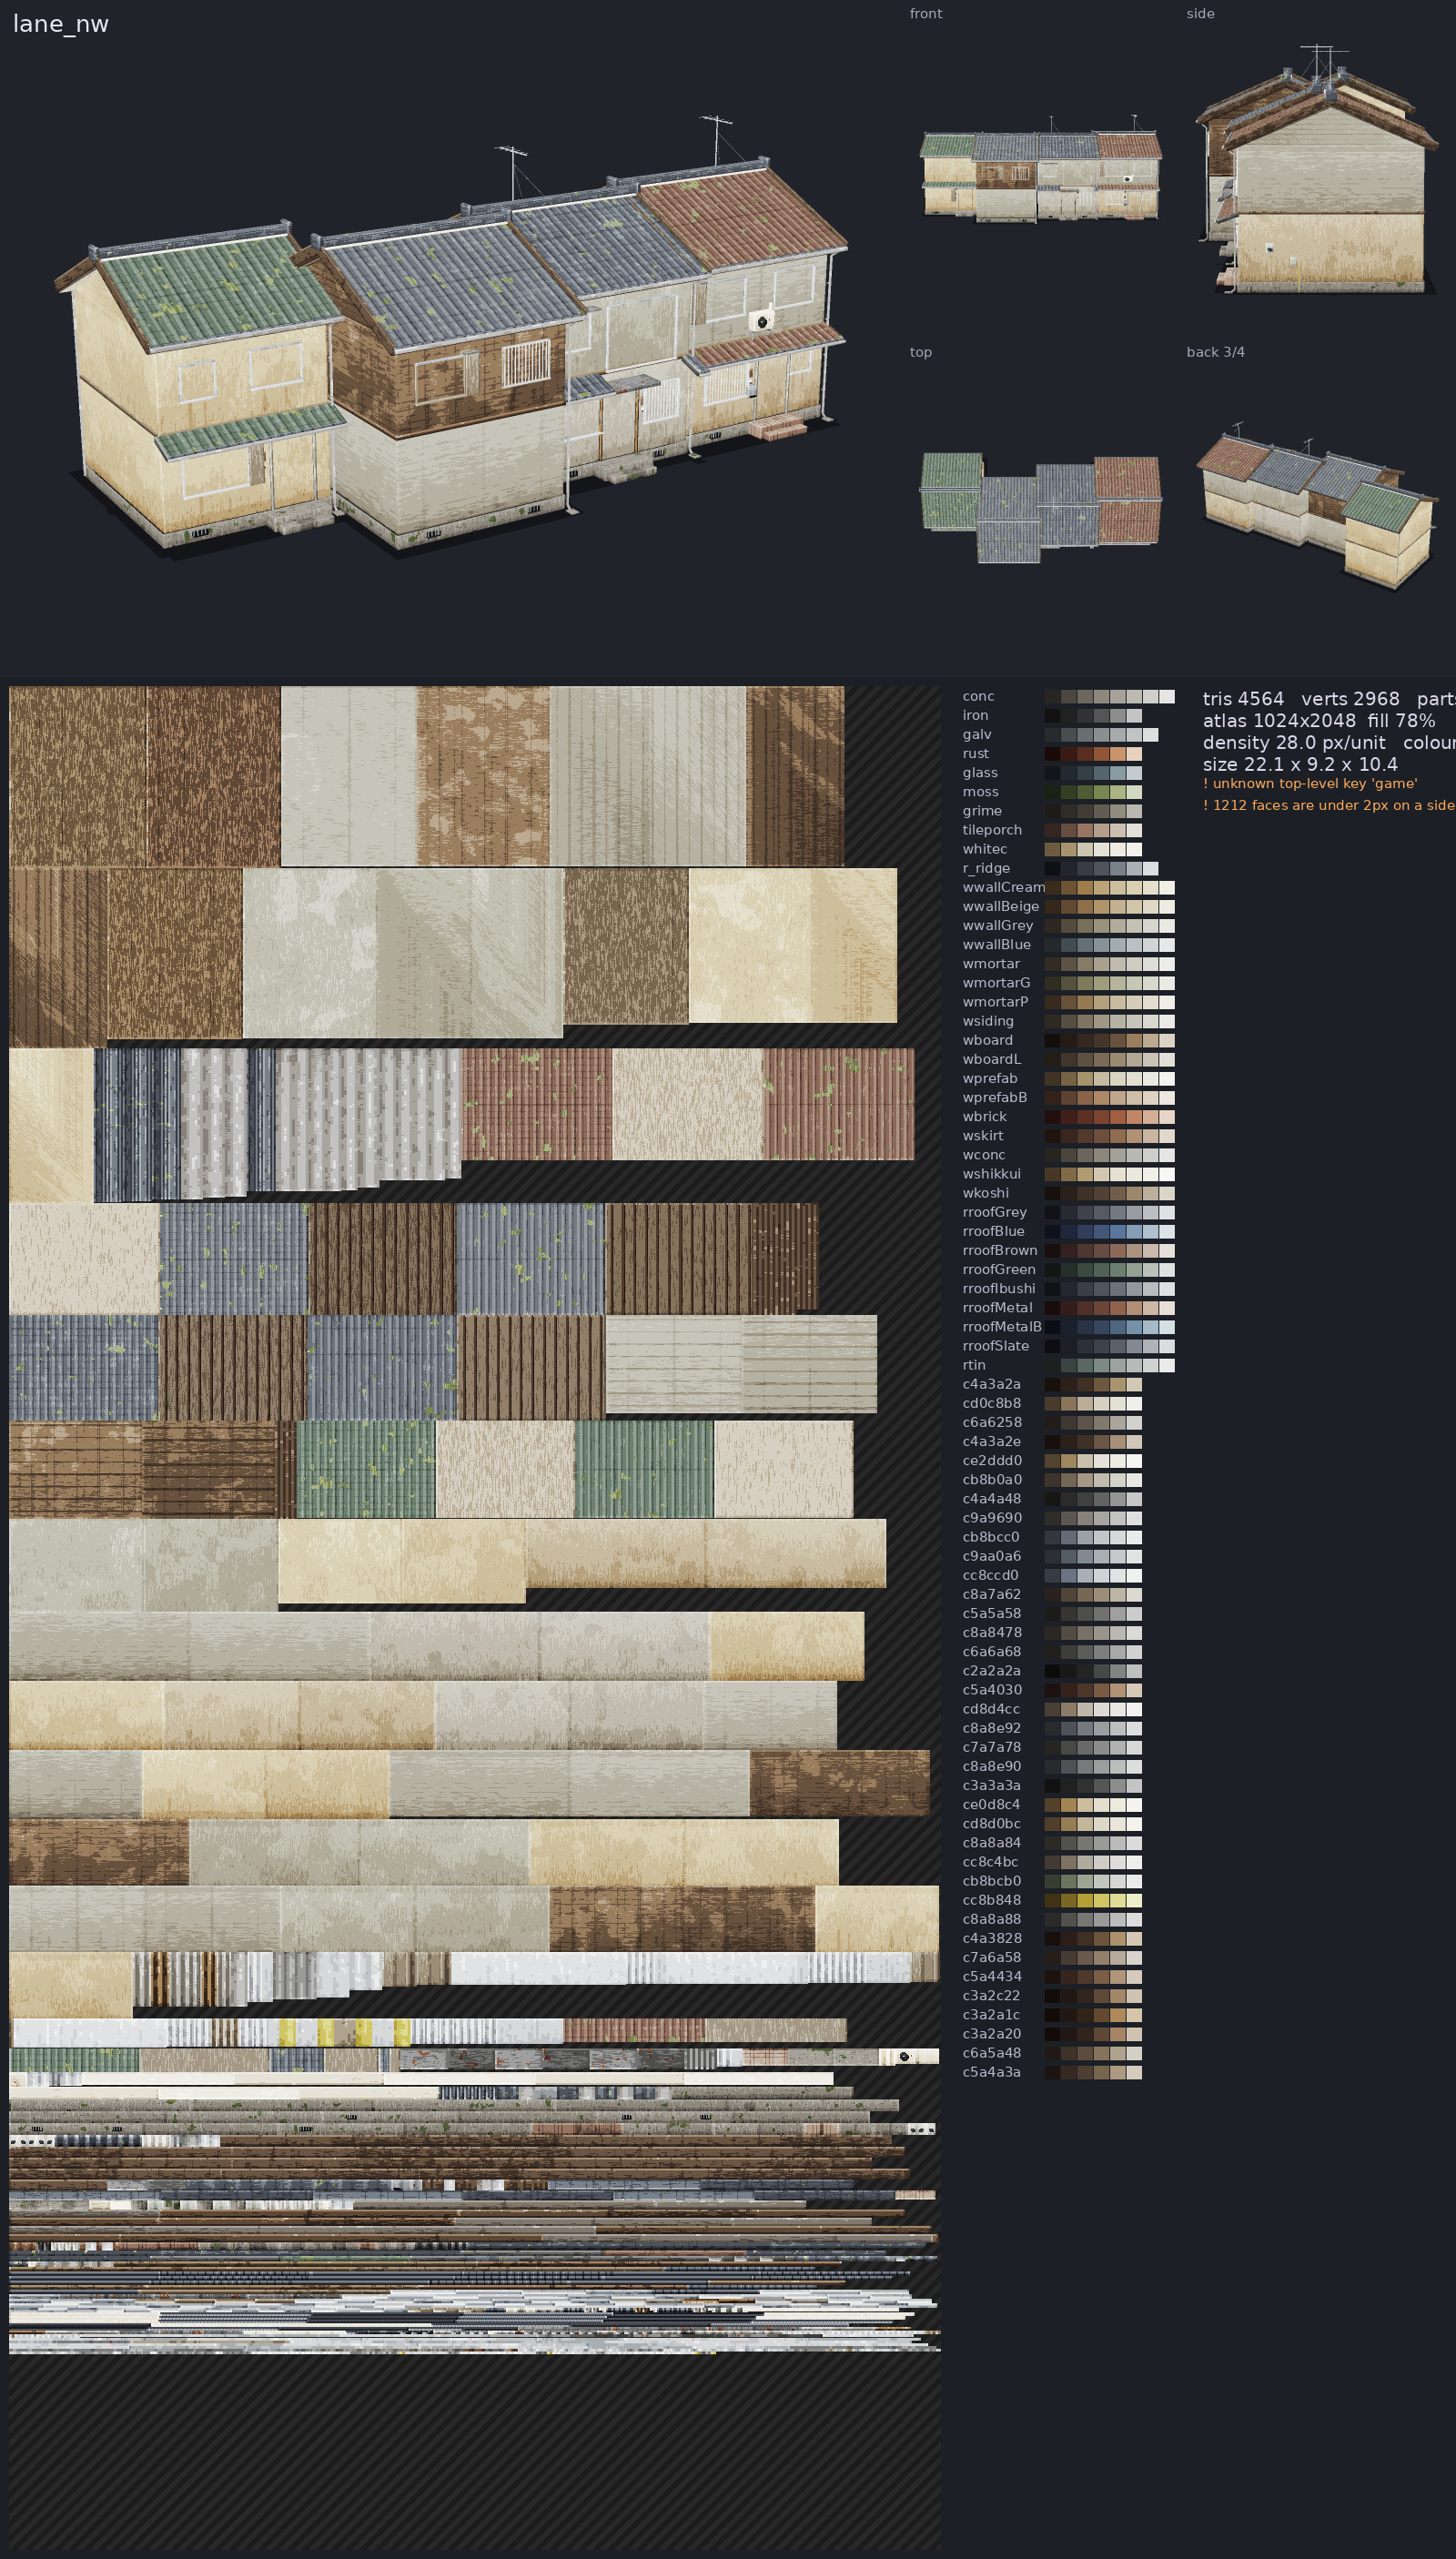 lane_nw
front
side
top
back 3/4
conc
iron
galv
rust
glass
moss
grime
tileporch
whitec
r_ridge
wwallCream
wwallBeige
wwallGrey
wwallBlue
wmortar
wmortarG
wmortarP
wsiding
wboard
wboardL
wprefab
wprefabB
wbrick
wskirt
wconc
wshikkui
wkoshi
rroofGrey
rroofBlue
rroofBrown
rroofGreen
rroofIbushi
rroofMetal
rroofMetalB
rroofSlate
rtin
c4a3a2a
cd0c8b8
c6a6258
c4a3a2e
ce2ddd0
cb8b0a0
c4a4a48
c9a9690
cb8bcc0
c9aa0a6
cc8ccd0
c8a7a62
c5a5a58
c8a8478
c6a6a68
c2a2a2a
c5a4030
cd8d4cc
c8a8e92
c7a7a78
c8a8e90
c3a3a3a
ce0d8c4
cd8d0bc
c8a8a84
cc8c4bc
cb8bcb0
cc8b848
c8a8a88
c4a3828
c7a6a58
c5a4434
c3a2c22
c3a2a1c
c3a2a20
c6a5a48
c5a4a3a
tris 4564 verts 2968 parts
atlas 1024x2048 fill 78%
density 28.0 px/unit colour
size 22.1 x 9.2 x 10.4
! unknown top-level key 'game'
! 1212 faces are under 2px on a side